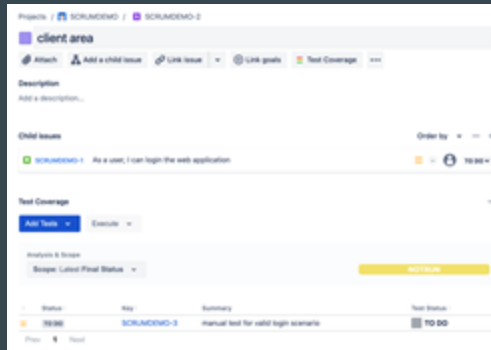 Projects / SCRUMDEMO / SCRUMDEMO-2
client area
Attach Add a child issue Link issue Link goals Test Coverage
Description
Add a description...
Child issues Order by
SCRUMDEMO-1 As a user, I can login the web application TO DO
Test Coverage
Add Tests Execute
Analysis & Scope
Scope: Latest Final Status NOTRUN
Status Key Summary Test Status
TO DO SCRUMDEMO-3 manual test for valid login scenario TO DO
Prev 1 Next